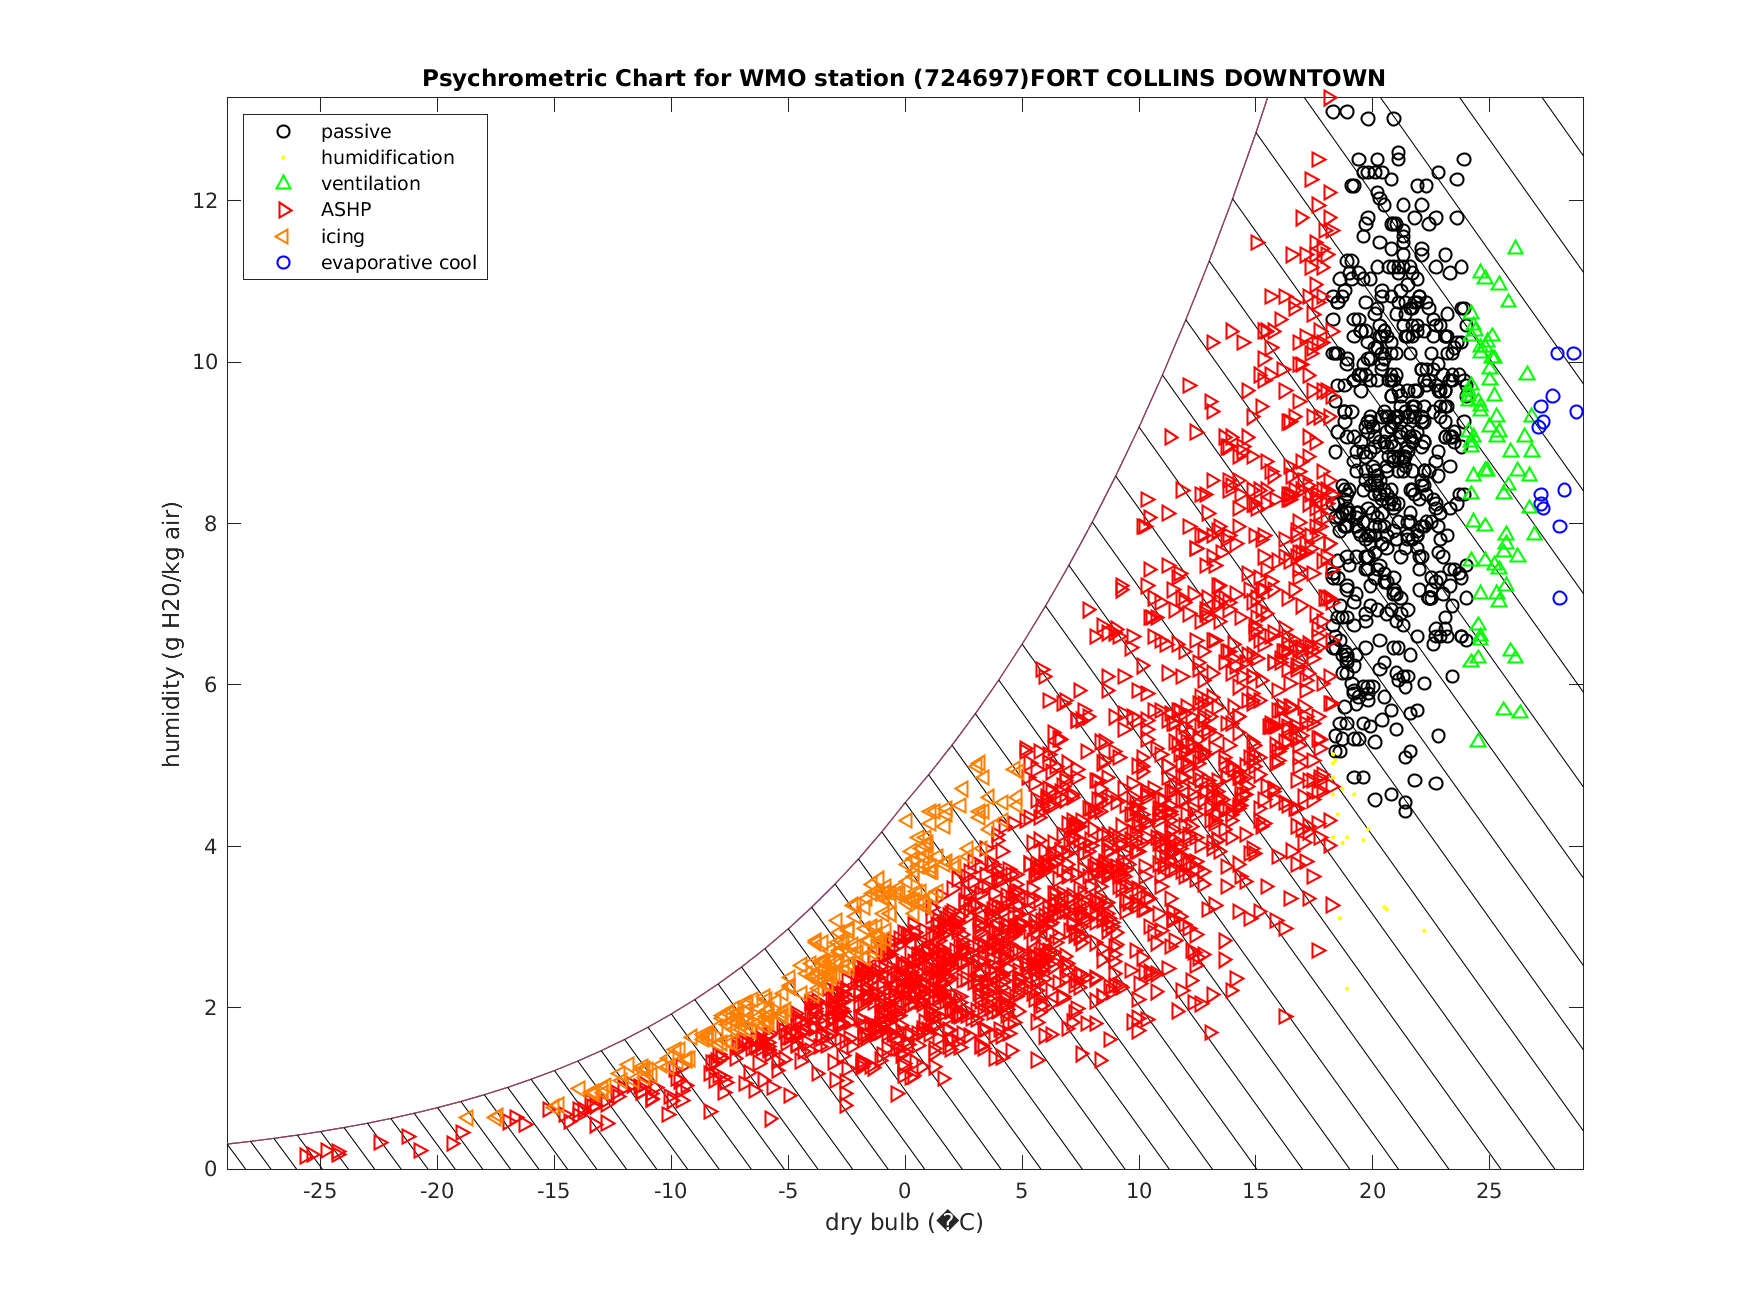 Psychrometric Chart for WMO station (724697)FORT COLLINS DOWNTOWN
passive
humidification
ventilation
ASHP
icing
evaporative cool
12
10
8
6
4
2
0
humidity (g H20/kg air)
-25 -20 -15 -10 -5 0 5 10 15 20 25
dry bulb (�C)